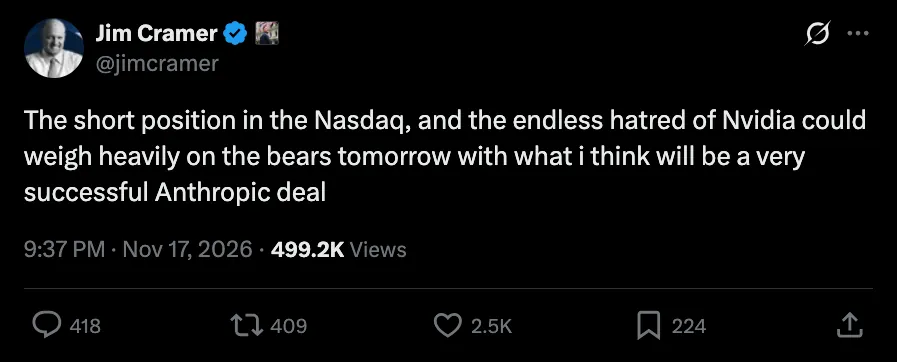 Jim Cramer
@jimcramer
The short position in the Nasdaq, and the endless hatred of Nvidia could
weigh heavily on the bears tomorrow with what i think will be a very
successful Anthropic deal
9:37 PM · Nov 17, 2026 · 499.2K Views
418 409 2.5K 224